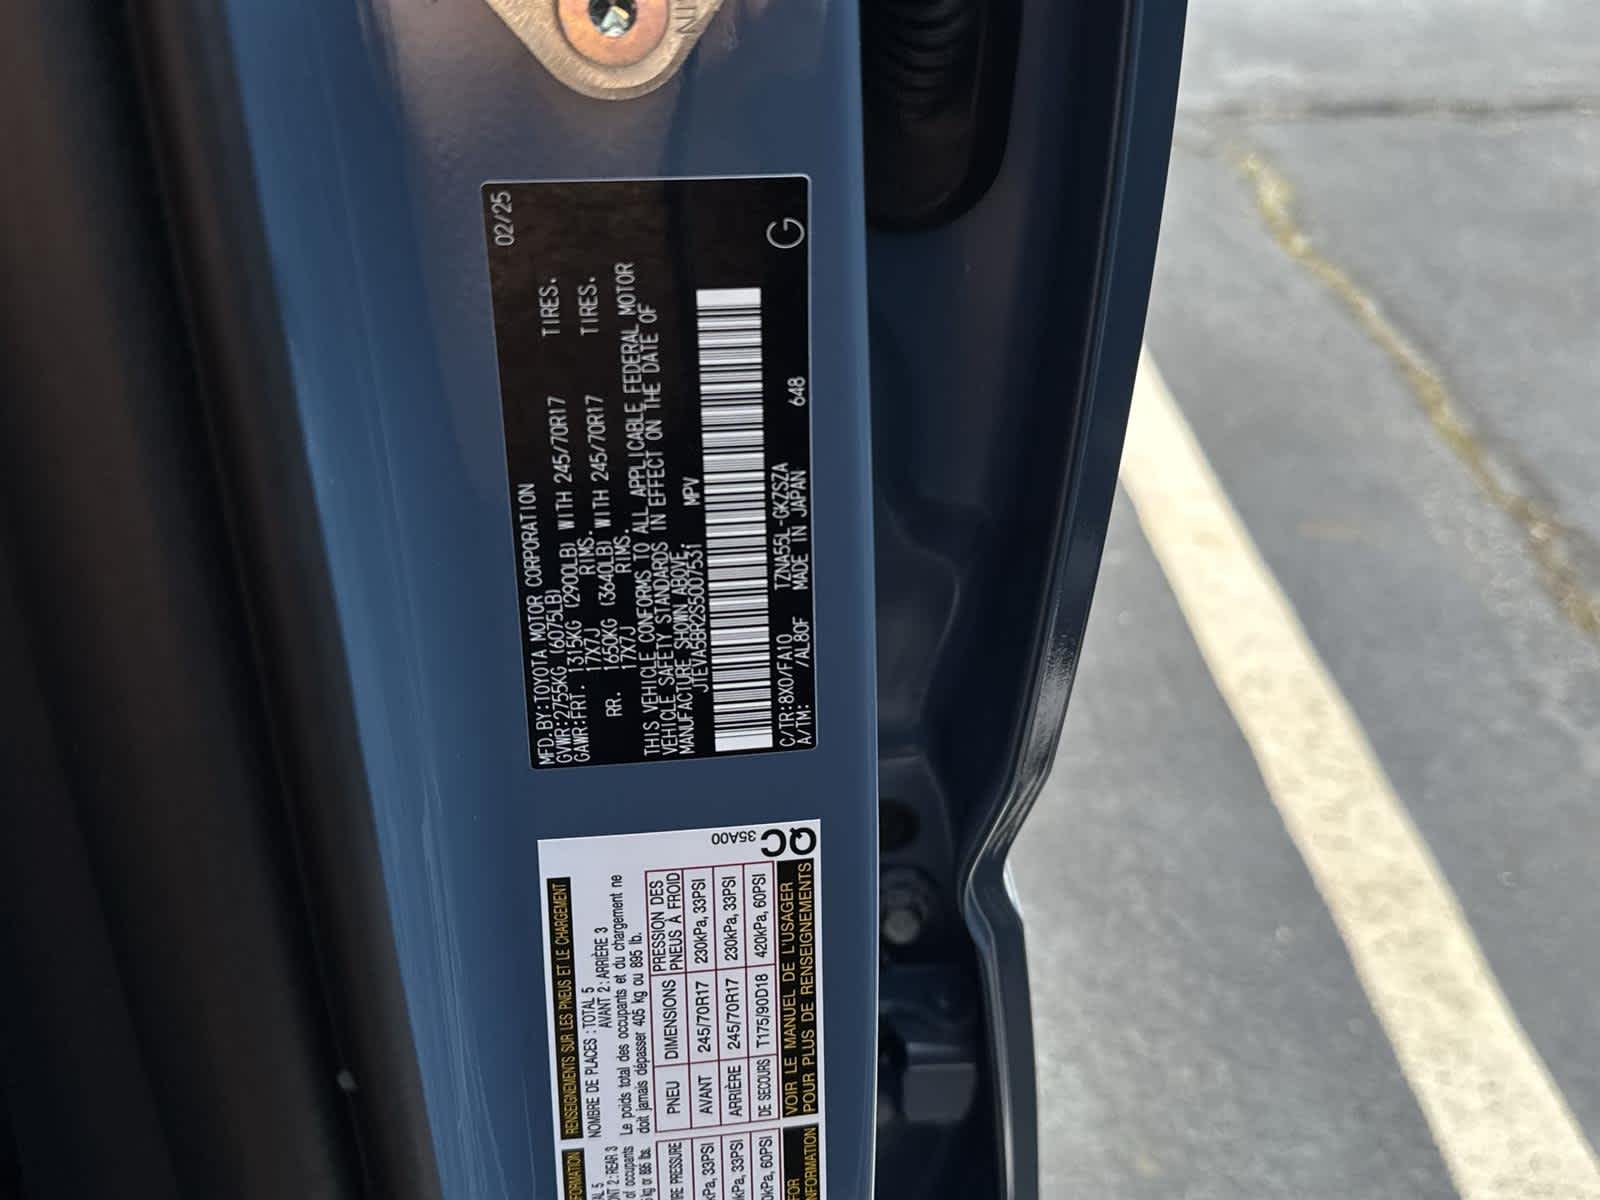 02/25
MFD.BY:TOYOTA MOTOR CORPORATION
GVWR:2755KG (6075LB)
GAWR:FRT. 1315KG (2900LB) WITH 245/70R17 TIRES.
17X7J RIMS.
RR. 1650KG (3640LB) WITH 245/70R17 TIRES.
17X7J RIMS.
THIS VEHICLE CONFORMS TO ALL APPLICABLE FEDERAL MOTOR
VEHICLE SAFETY STANDARDS IN EFFECT ON THE DATE OF
MANUFACTURE SHOWN ABOVE.
JTEVA5BR2S5007531 MPV
C/TR:8X0/FA10 TZNA55L-GKZSZA
A/TM: /AL80F MADE IN JAPAN 648 G
RENSEIGNEMENTS SUR LES PNEUS ET LE CHARGEMENT
NOMBRE DE PLACES : TOTAL 5
AVANT 2 : ARRIÈRE 3
Le poids total des occupants et du chargement ne
doit jamais dépasser 405 kg ou 895 lb.
PNEU DIMENSIONS PRESSION DES PNEUS À FROID
AVANT 245/70R17 230kPa, 33PSI
ARRIÈRE 245/70R17 230kPa, 33PSI
DE SECOURS T175/90D18 420kPa, 60PSI
VOIR LE MANUEL DE L'USAGER
POUR PLUS DE RENSEIGNEMENTS
35A00
QC
2 : REAR 3
of occupants
PRESSURE
kPa, 33PSI
kPa, 33PSI
kPa, 60PSI
FOR